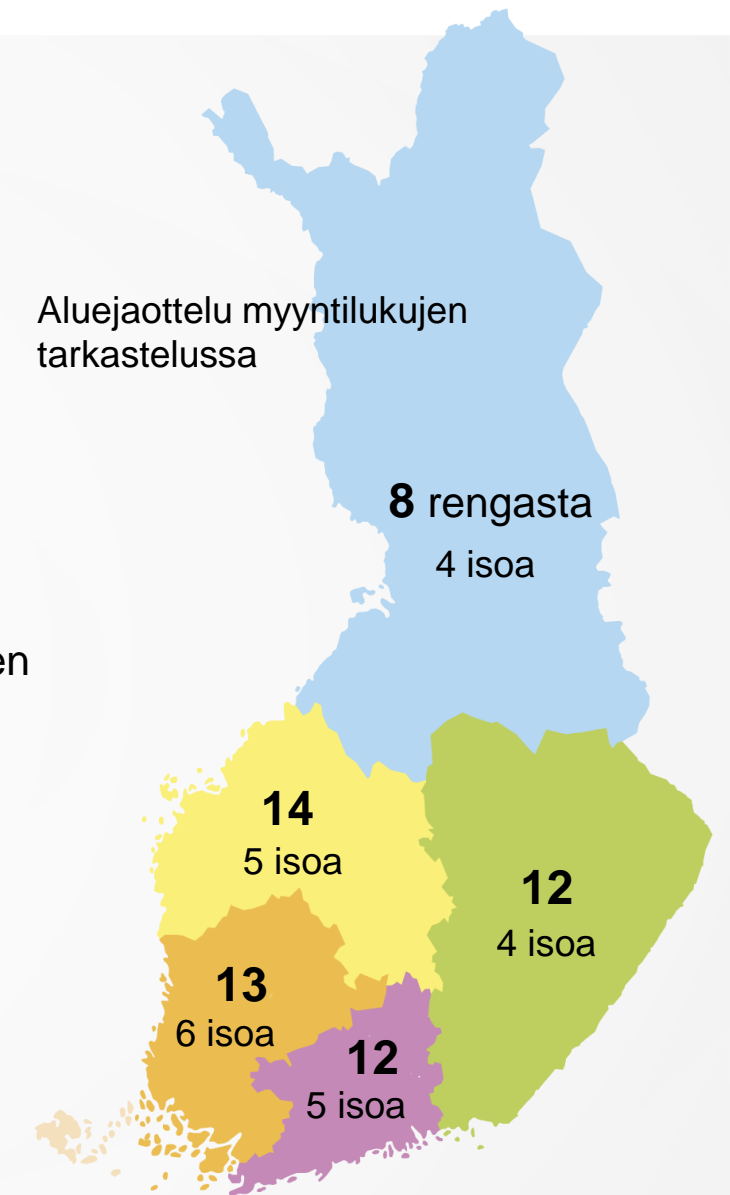 Aluejaottelu myyntilukujen
tarkastelussa
8 rengasta
4 isoa
en
14
5 isoa
12
4 isoa
13
6 isoa
12
5 isoa